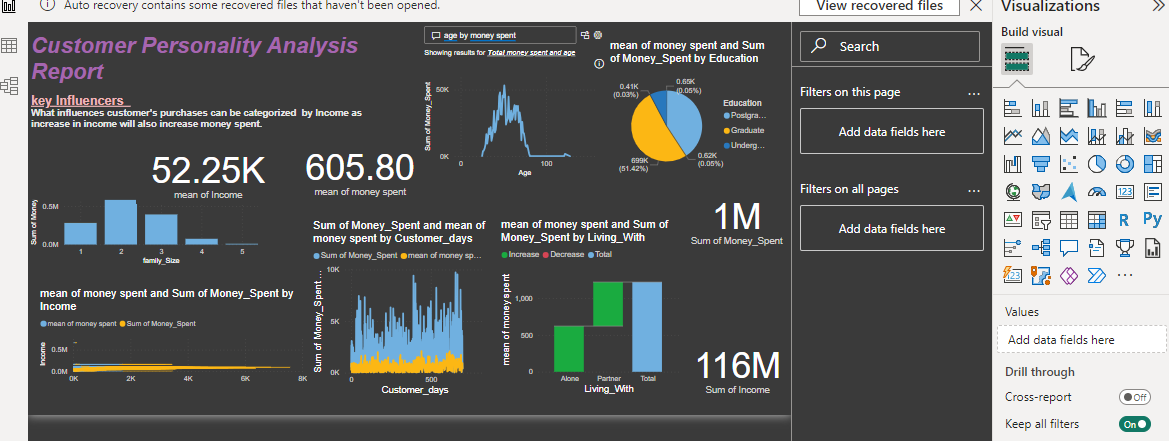 Auto recovery contains some recovered files that haven't been opened.
View recovered files
Visualizations
Build visual
Customer Personality Analysis
Report
key Influencers
What influences customer's purchases can be categorized by Income as
increase in income will also increase money spent.
52.25K
mean of Income
605.80
mean of money spent
age by money spent
Showing results for Total money spent and age
Sum of Money_Spent
50K
0K
0
100
Age
mean of money spent and Sum
of Money_Spent by Education
0.41K
(0.03%)
0.65K
(0.05%)
699K
(51.42%)
0.62K
(0.05%)
Education
Postgra...
Graduate
Underg...
Sum of Money
0.5M
0.0M
1
2
3
4
5
family_Size
Sum of Money_Spent and mean of
money spent by Customer_days
Sum of Money_Spent
mean of money sp...
Sum of Money_Spent...
10K
5K
0K
0
500
Customer_days
mean of money spent and Sum of
Money_Spent by Living_With
Increase
Decrease
Total
mean of money spent
1,000
500
0
Alone
Partner
Total
Living_With
1M
Sum of Money_Spent
116M
Sum of Income
mean of money spent and Sum of Money_Spent by
Income
mean of money spent
Sum of Money_Spent
Income
0.5M
0.0M
0K
2K
4K
6K
8K
Search
Filters on this page
...
Add data fields here
Filters on all pages
...
Add data fields here
123
R
Py
123
...
Values
Add data fields here
Drill through
Cross-report
Off
Keep all filters
On